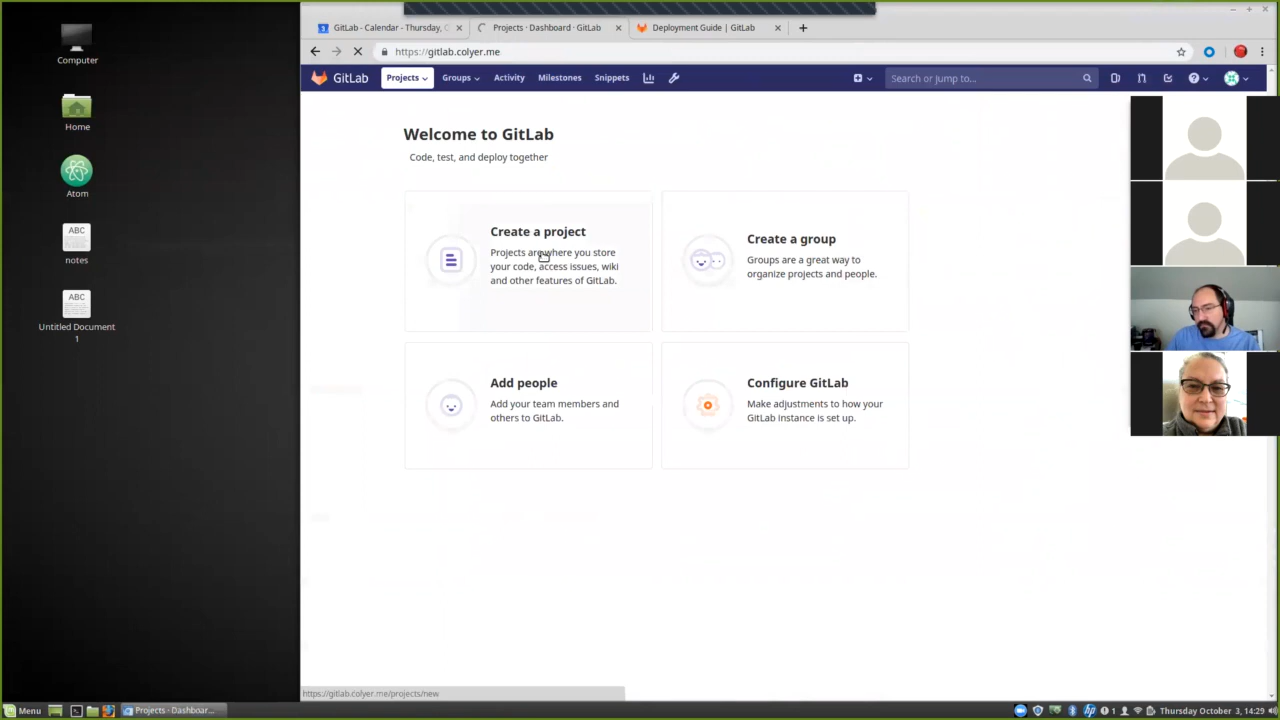 Computer
Home
Atom
ABC
notes
ABC
Untitled Document
1
GitLab - Calendar - Thursday, O
Projects · Dashboard · GitLab
Deployment Guide | GitLab
https://gitlab.colyer.me
GitLab
Projects
Groups
Activity
Milestones
Snippets
Search or jump to...
Welcome to GitLab
Code, test, and deploy together
Create a project
Projects are where you store
your code, access issues, wiki
and other features of GitLab.
Create a group
Groups are a great way to
organize projects and people.
Add people
Add your team members and
others to GitLab.
Configure GitLab
Make adjustments to how your
GitLab instance is set up.
https://gitlab.colyer.me/projects/new
Menu
Projects · Dashboar...
1
Thursday October 3, 14:29